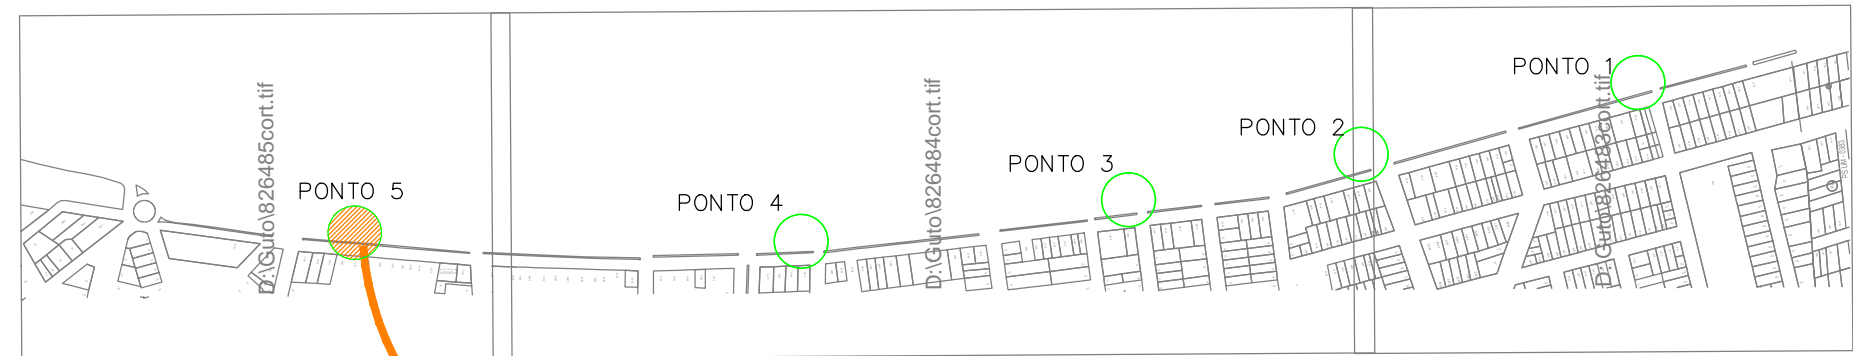 PONTO 1
PONTO 2
PONTO 3
PONTO 4
PONTO 5
D:\Guto\826485cort.tif
D:\Guto\826484cort.tif
D:\Guto\826483cort.tif